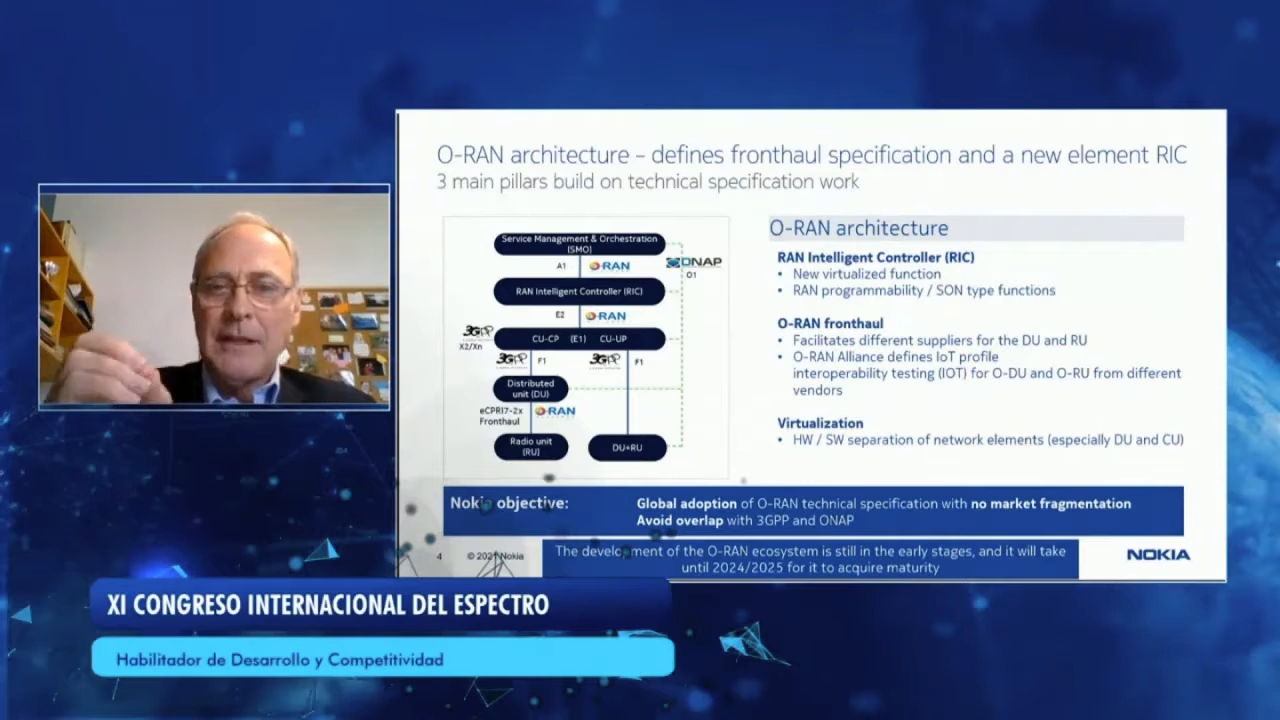 O-RAN architecture – defines fronthaul specification and a new element RIC
3 main pillars build on technical specification work
Service Management & Orchestration
(SMO)
A1
O-RAN
ONAP
O1
RAN Intelligent Controller (RIC)
E2
O-RAN
3GPP
X2/Xn
CU-CP (E1) CU-UP
3GPP
F1
3GPP
F1
Distributed
unit (DU)
eCPRI7-2x
Fronthaul
O-RAN
Radio unit
(RU)
DU+RU
O-RAN architecture
RAN Intelligent Controller (RIC)
• New virtualized function
• RAN programmability / SON type functions
O-RAN fronthaul
• Facilitates different suppliers for the DU and RU
• O-RAN Alliance defines IoT profile
interoperability testing (IOT) for O-DU and O-RU from different
vendors
Virtualization
• HW / SW separation of network elements (especially DU and CU)
Nokia objective:
Global adoption of O-RAN technical specification with no market fragmentation
Avoid overlap with 3GPP and ONAP
4 © 2021 Nokia
The development of the O-RAN ecosystem is still in the early stages, and it will take
until 2024/2025 for it to acquire maturity
NOKIA
XI CONGRESO INTERNACIONAL DEL ESPECTRO
Habilitador de Desarrollo y Competitividad